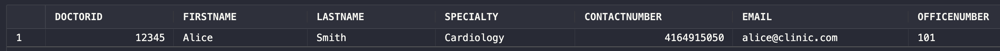 DOCTORID FIRSTNAME LASTNAME SPECIALTY CONTACTNUMBER EMAIL OFFICENUMBER
1 12345 Alice Smith Cardiology 4164915050 alice@clinic.com 101